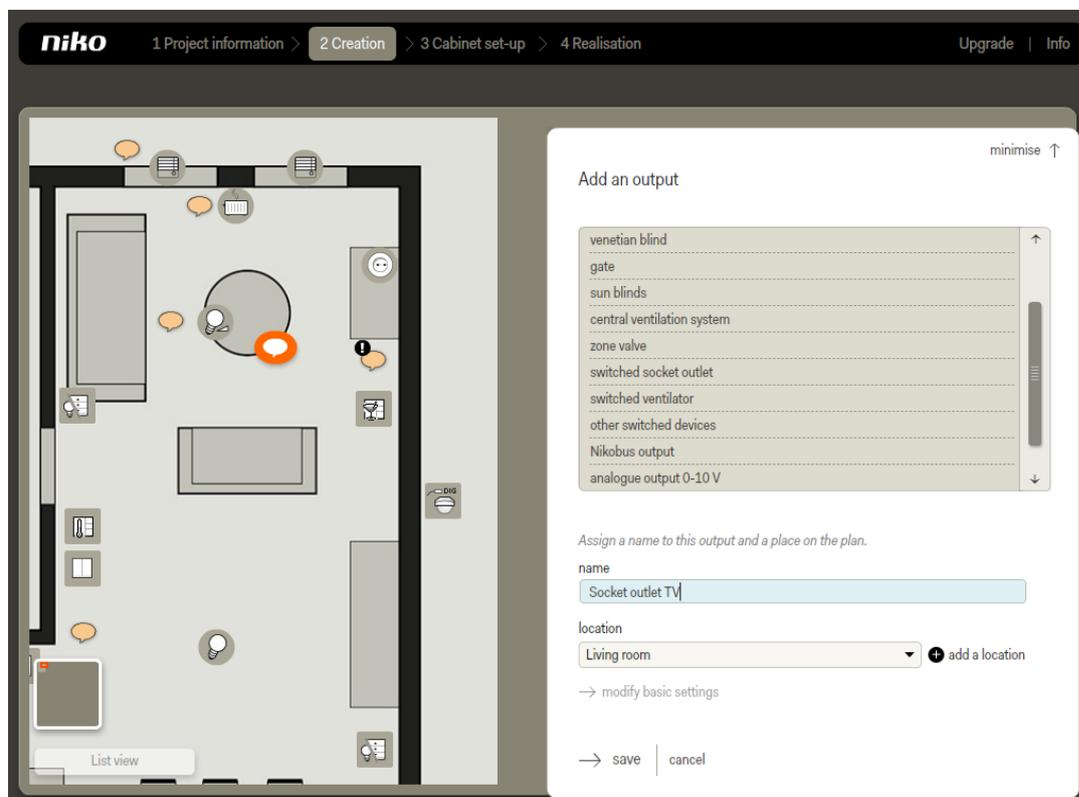 niko
1 Project information
2 Creation
3 Cabinet set-up
4 Realisation
Upgrade | Info
minimise
Add an output
venetian blind
gate
sun blinds
central ventilation system
zone valve
switched socket outlet
switched ventilator
other switched devices
Nikobus output
analogue output 0-10 V
Assign a name to this output and a place on the plan.
name
Socket outlet TV
location
Living room
add a location
modify basic settings
save
cancel
!
DIG
List view